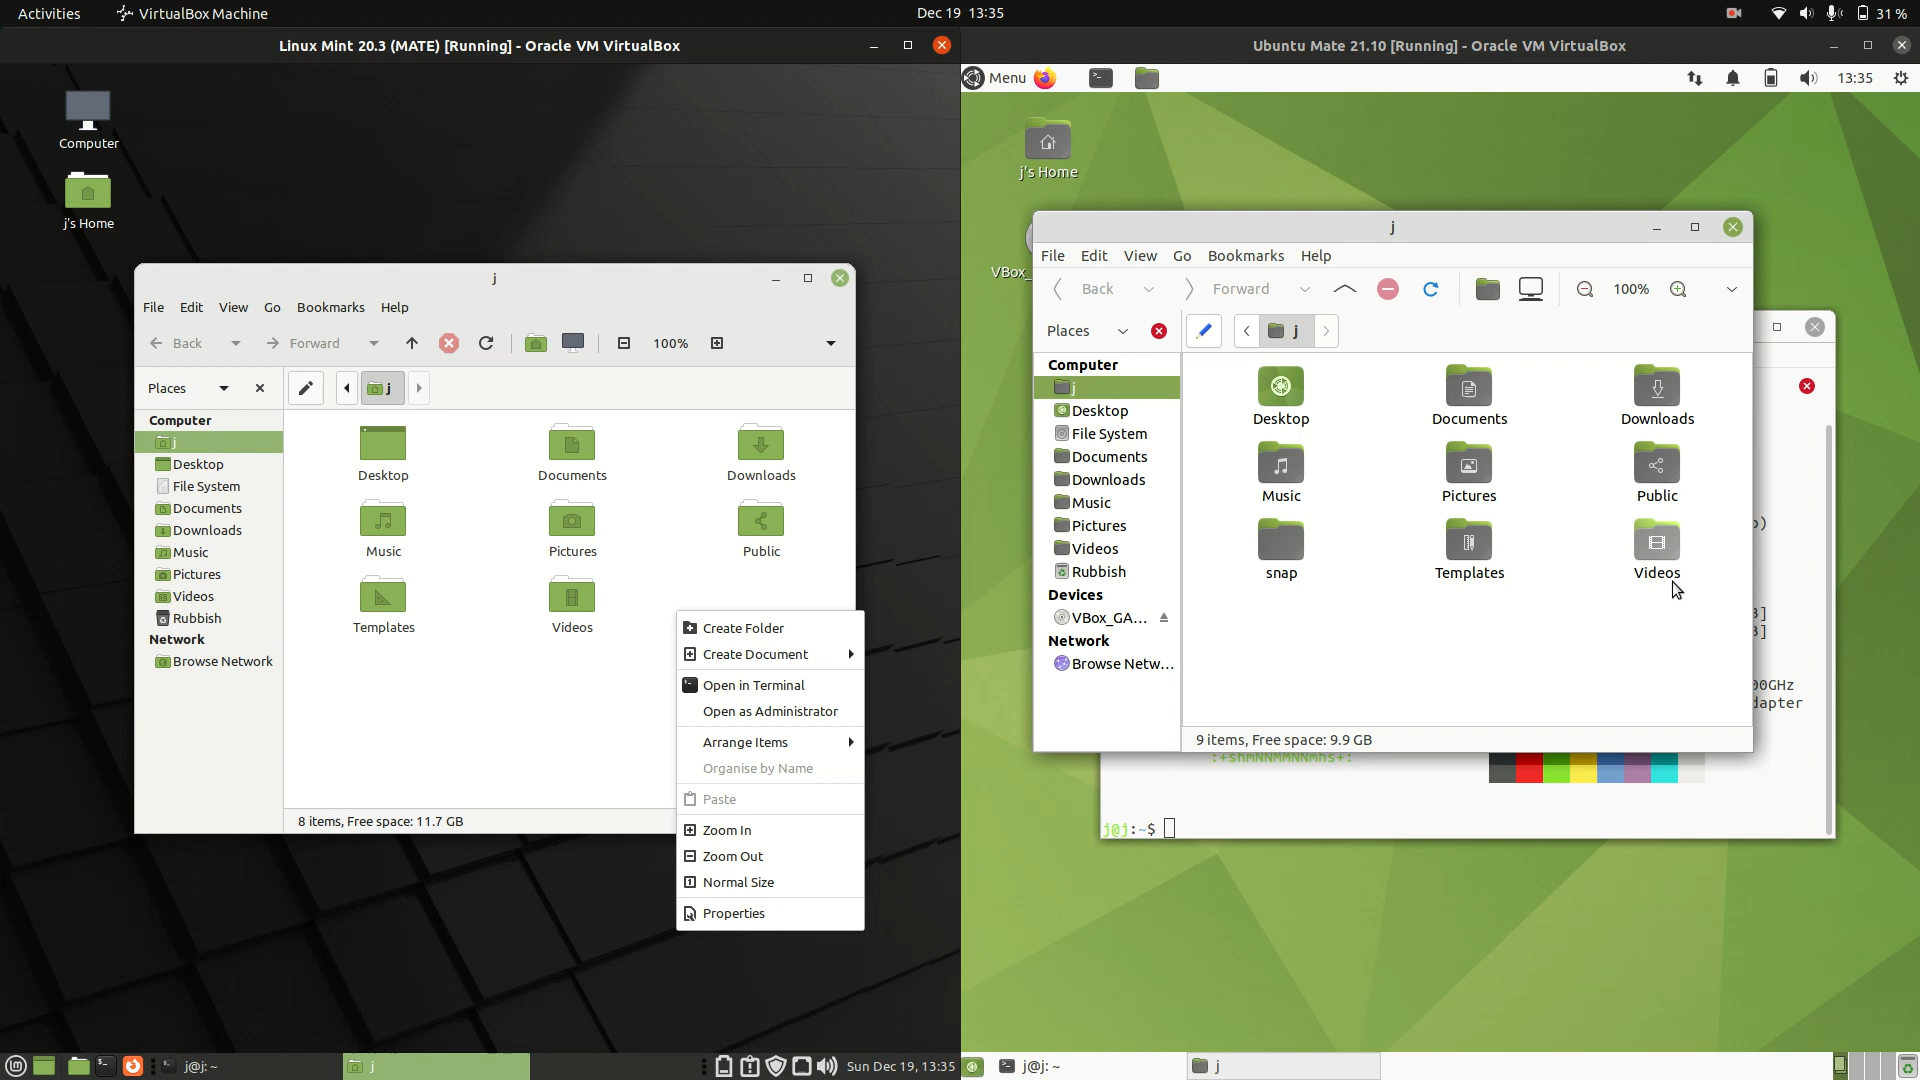 Activities
VirtualBox Machine
Dec 19 13:35
31 %
Linux Mint 20.3 (MATE) [Running] - Oracle VM VirtualBox
Computer
j's Home
j
File Edit View Go Bookmarks Help
Back Forward 100%
Places j
Computer
j
Desktop
File System
Documents
Downloads
Music
Pictures
Videos
Rubbish
Network
Browse Network
Desktop Documents Downloads
Music Pictures Public
Templates Videos
8 items, Free space: 11.7 GB
Create Folder
Create Document
Open in Terminal
Open as Administrator
Arrange Items
Organise by Name
Paste
Zoom In
Zoom Out
Normal Size
Properties
j@j: ~
j
Sun Dec 19, 13:35
Ubuntu Mate 21.10 [Running] - Oracle VM VirtualBox
Menu
13:35
j's Home
VBox_
j
File Edit View Go Bookmarks Help
Back Forward 100%
Places j
Computer
j
Desktop
File System
Documents
Downloads
Music
Pictures
Videos
Rubbish
Devices
VBox_GA...
Network
Browse Netw...
Desktop Documents Downloads
Music Pictures Public
snap Templates Videos
9 items, Free space: 9.9 GB
00GHz
dapter
:+shmNNMMNNmhs+:
j@j:~$
j@j: ~
j